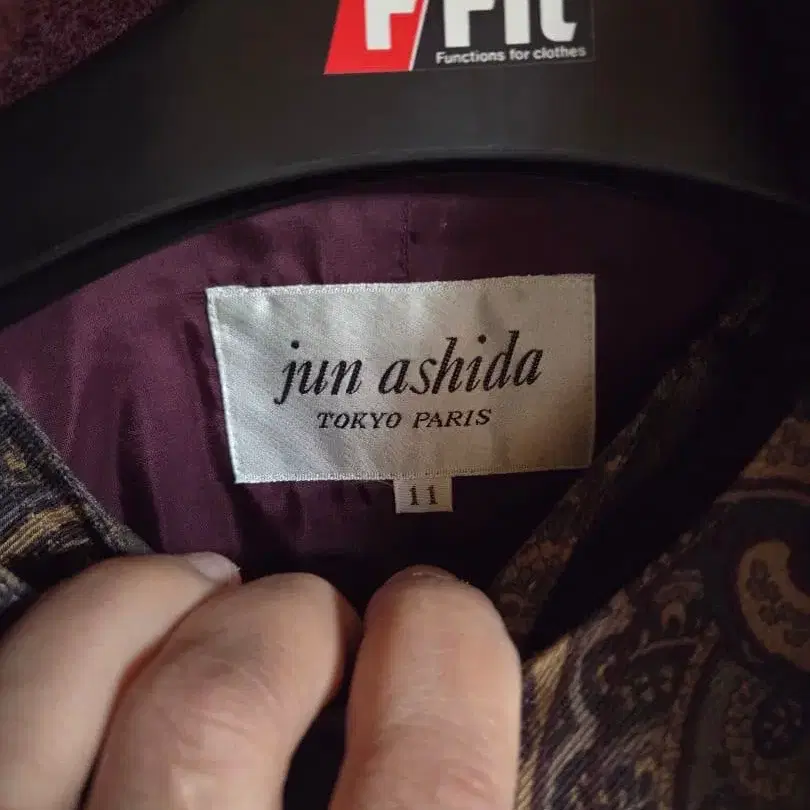 F/FIt
Functions for clothes
jun ashida
TOKYO PARIS
11